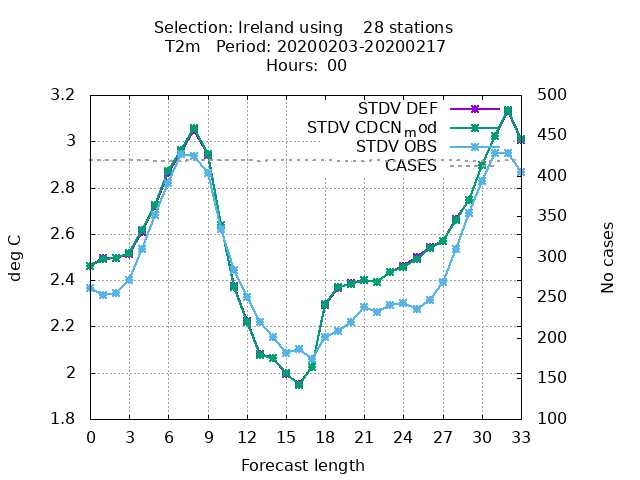 Selection: Ireland using    28 stations
T2m   Period: 20200203-20200217
Hours:  00
3.2
3
2.8
2.6
2.4
2.2
2
1.8
deg C
STDV DEF
STDV CDCNmod
STDV OBS
CASES
500
450
400
350
300
250
200
150
100
No cases
0 3 6 9 12 15 18 21 24 27 30 33
Forecast length